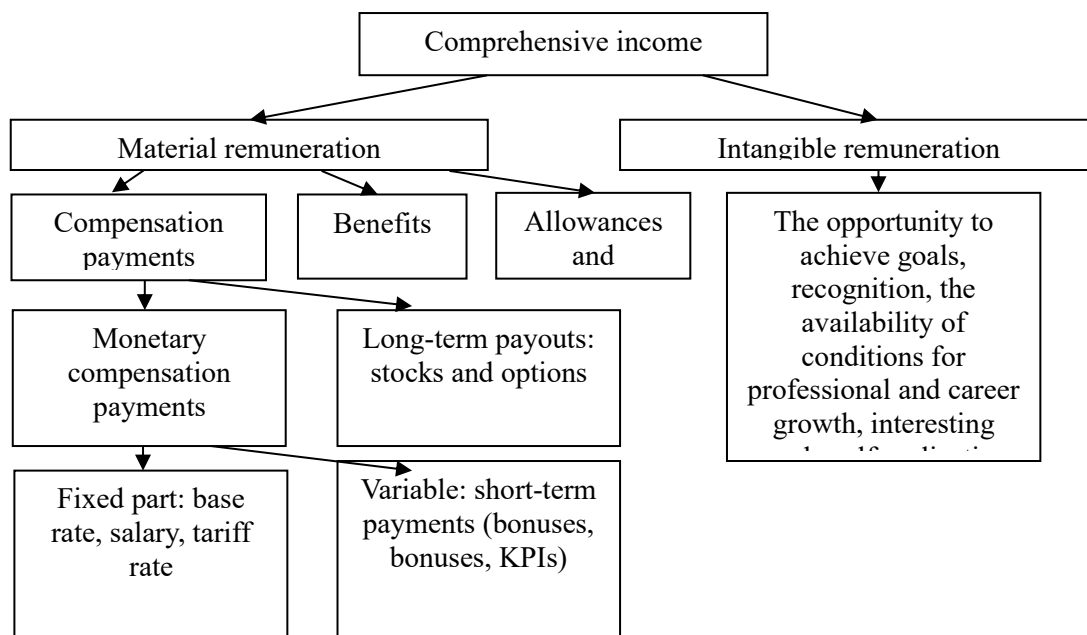 Comprehensive income
Material remuneration
Intangible remuneration
Compensation
payments
Benefits
Allowances
and
The opportunity to
achieve goals,
recognition, the
availability of
conditions for
professional and career
growth, interesting
Monetary
compensation
payments
Long-term payouts:
stocks and options
Fixed part: base
rate, salary, tariff
rate
Variable: short-term
payments (bonuses,
bonuses, KPIs)